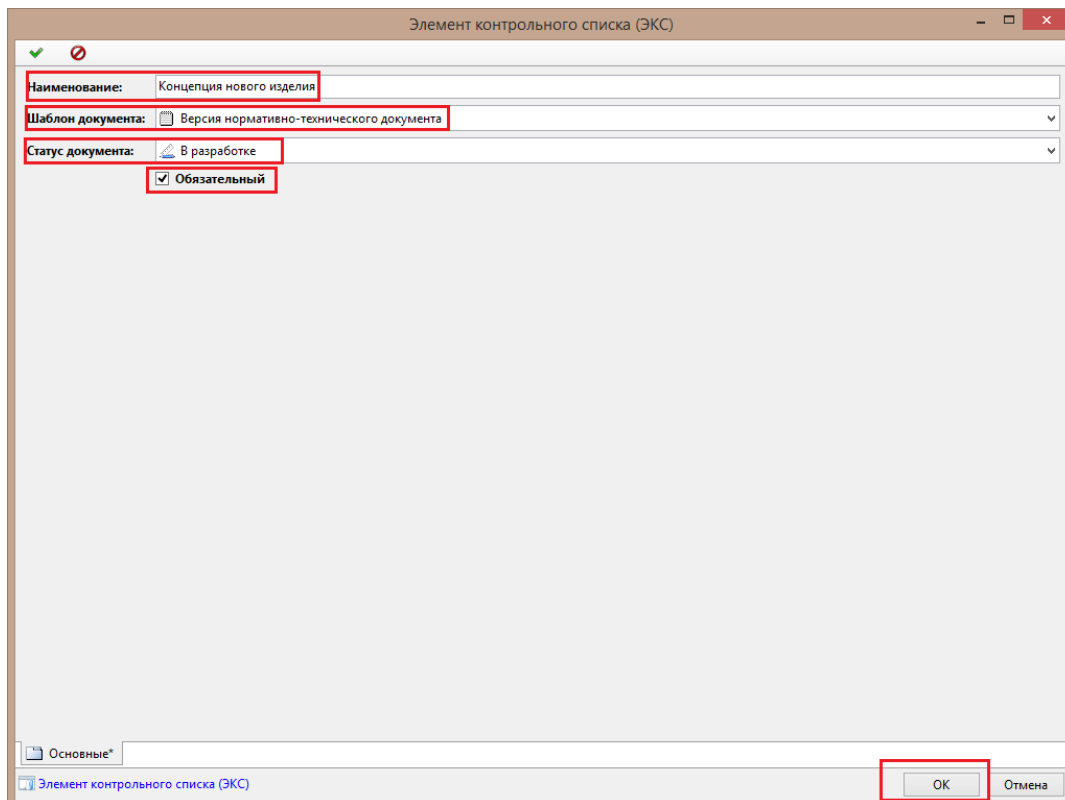 Элемент контрольного списка (ЭКС)
Наименование: Концепция нового изделия
Шаблон документа: Версия нормативно-технического документа
Статус документа: В разработке
Обязательный
Основные*
Элемент контрольного списка (ЭКС)
ОК Отмена